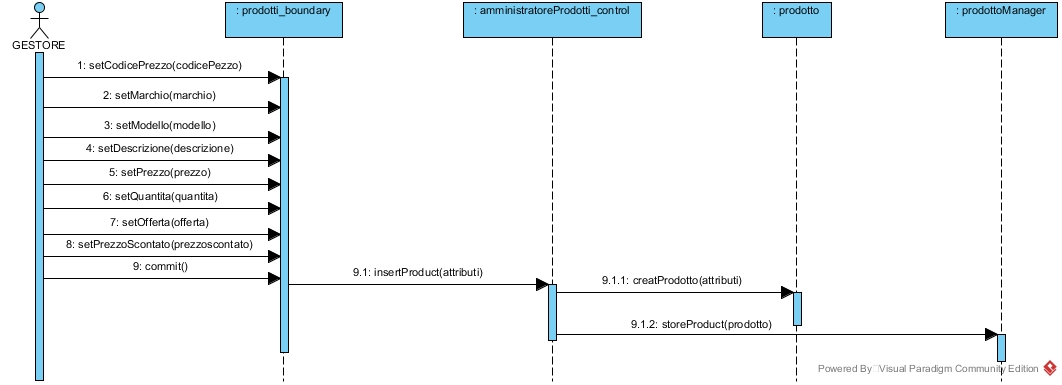 : prodotti_boundary
: amministratoreProdotti_control
: prodotto
: prodottoManager
GESTORE
1: setCodicePrezzo(codicePezzo)
2: setMarchio(marchio)
3: setModello(modello)
4: setDescrizione(descrizione)
5: setPrezzo(prezzo)
6: setQuantita(quantita)
7: setOfferta(offerta)
8: setPrezzoScontato(prezzoscontato)
9: commit()
9.1: insertProduct(attributi)
9.1.1: creatProdotto(attributi)
9.1.2: storeProduct(prodotto)
Powered By Visual Paradigm Community Edition